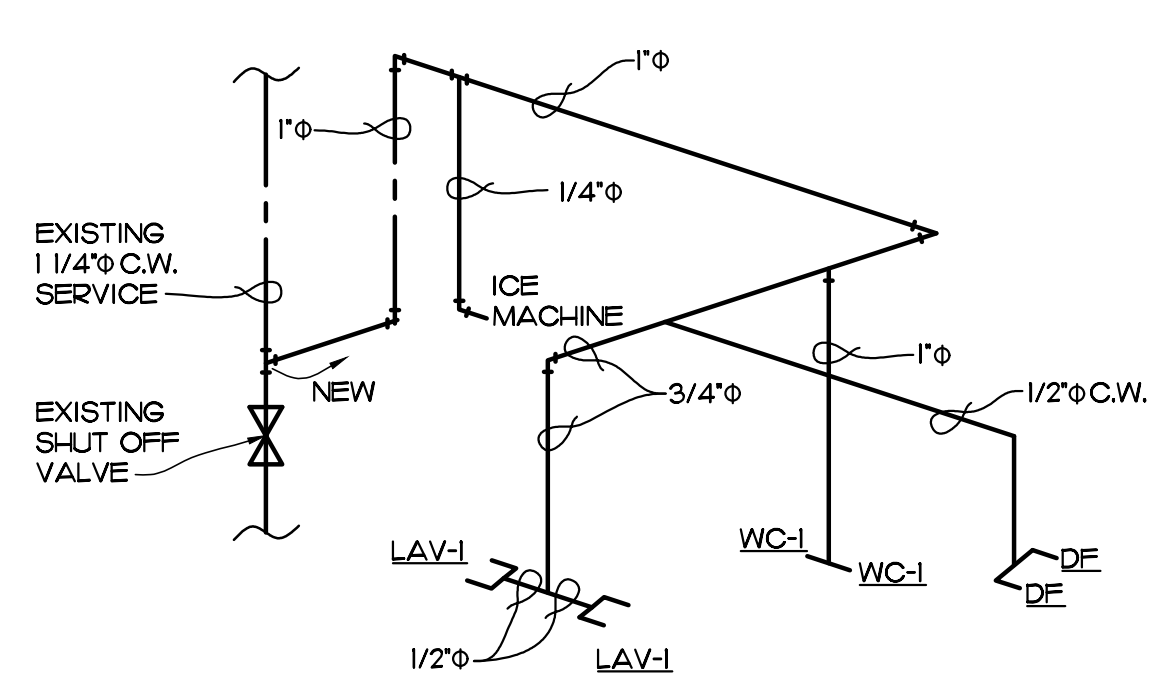 1"Φ
1"Φ
1/4"Φ
EXISTING
1 1/4"Φ C.W.
SERVICE
ICE
MACHINE
NEW
1"Φ
3/4"Φ
1/2"Φ C.W.
EXISTING
SHUT OFF
VALVE
LAV-1
WC-1
WC-1
DF
DF
1/2"Φ
LAV-1